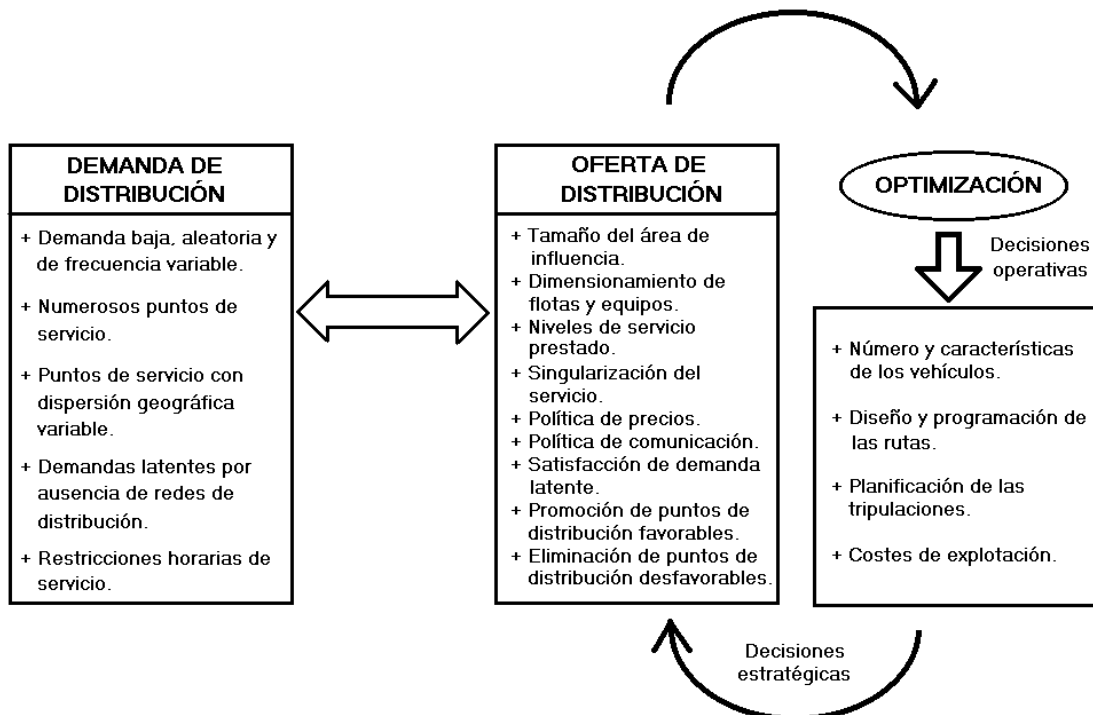 DEMANDA DE
DISTRIBUCIÓN
+ Demanda baja, aleatoria y
de frecuencia variable.
+ Numerosos puntos de
servicio.
+ Puntos de servicio con
dispersión geográfica
variable.
+ Demandas latentes por
ausencia de redes de
distribución.
+ Restricciones horarias de
servicio.
OFERTA DE
DISTRIBUCIÓN
+ Tamaño del área de
influencia.
+ Dimensionamiento de
flotas y equipos.
+ Niveles de servicio
prestado.
+ Singularización del
servicio.
+ Política de precios.
+ Política de comunicación.
+ Satisfacción de demanda
latente.
+ Promoción de puntos de
distribución favorables.
+ Eliminación de puntos de
distribución desfavorables.
OPTIMIZACIÓN
Decisiones
operativas
+ Número y características
de los vehículos.
+ Diseño y programación de
las rutas.
+ Planificación de las
tripulaciones.
+ Costes de explotación.
Decisiones
estratégicas